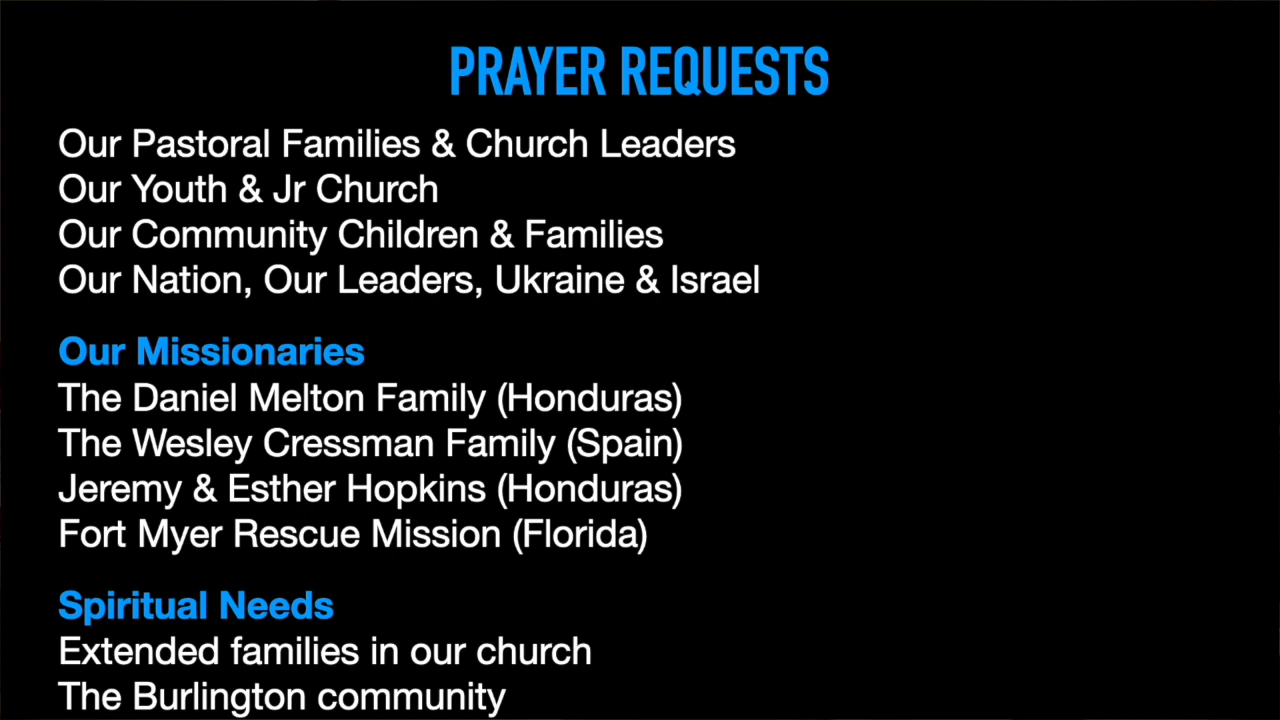 PRAYER REQUESTS
Our Pastoral Families & Church Leaders
Our Youth & Jr Church
Our Community Children & Families
Our Nation, Our Leaders, Ukraine & Israel
Our Missionaries
The Daniel Melton Family (Honduras)
The Wesley Cressman Family (Spain)
Jeremy & Esther Hopkins (Honduras)
Fort Myer Rescue Mission (Florida)
Spiritual Needs
Extended families in our church
The Burlington community